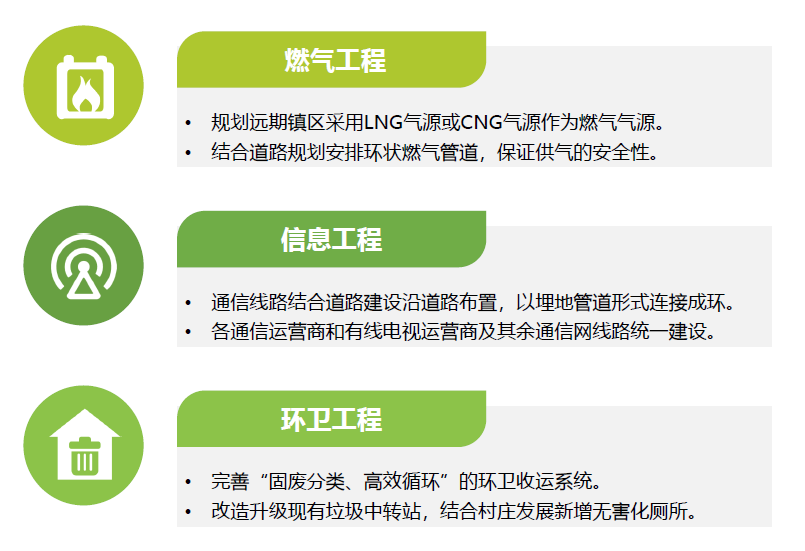 燃气工程
• 规划远期镇区采用LNG气源或CNG气源作为燃气气源。
• 结合道路规划安排环状燃气管道，保证供气的安全性。
信息工程
• 通信线路结合道路建设沿道路布置，以埋地管道形式连接成环。
• 各通信运营商和有线电视运营商及其余通信网线路统一建设。
环卫工程
• 完善“固废分类、高效循环”的环卫收运系统。
• 改造升级现有垃圾中转站，结合村庄发展新增无害化厕所。